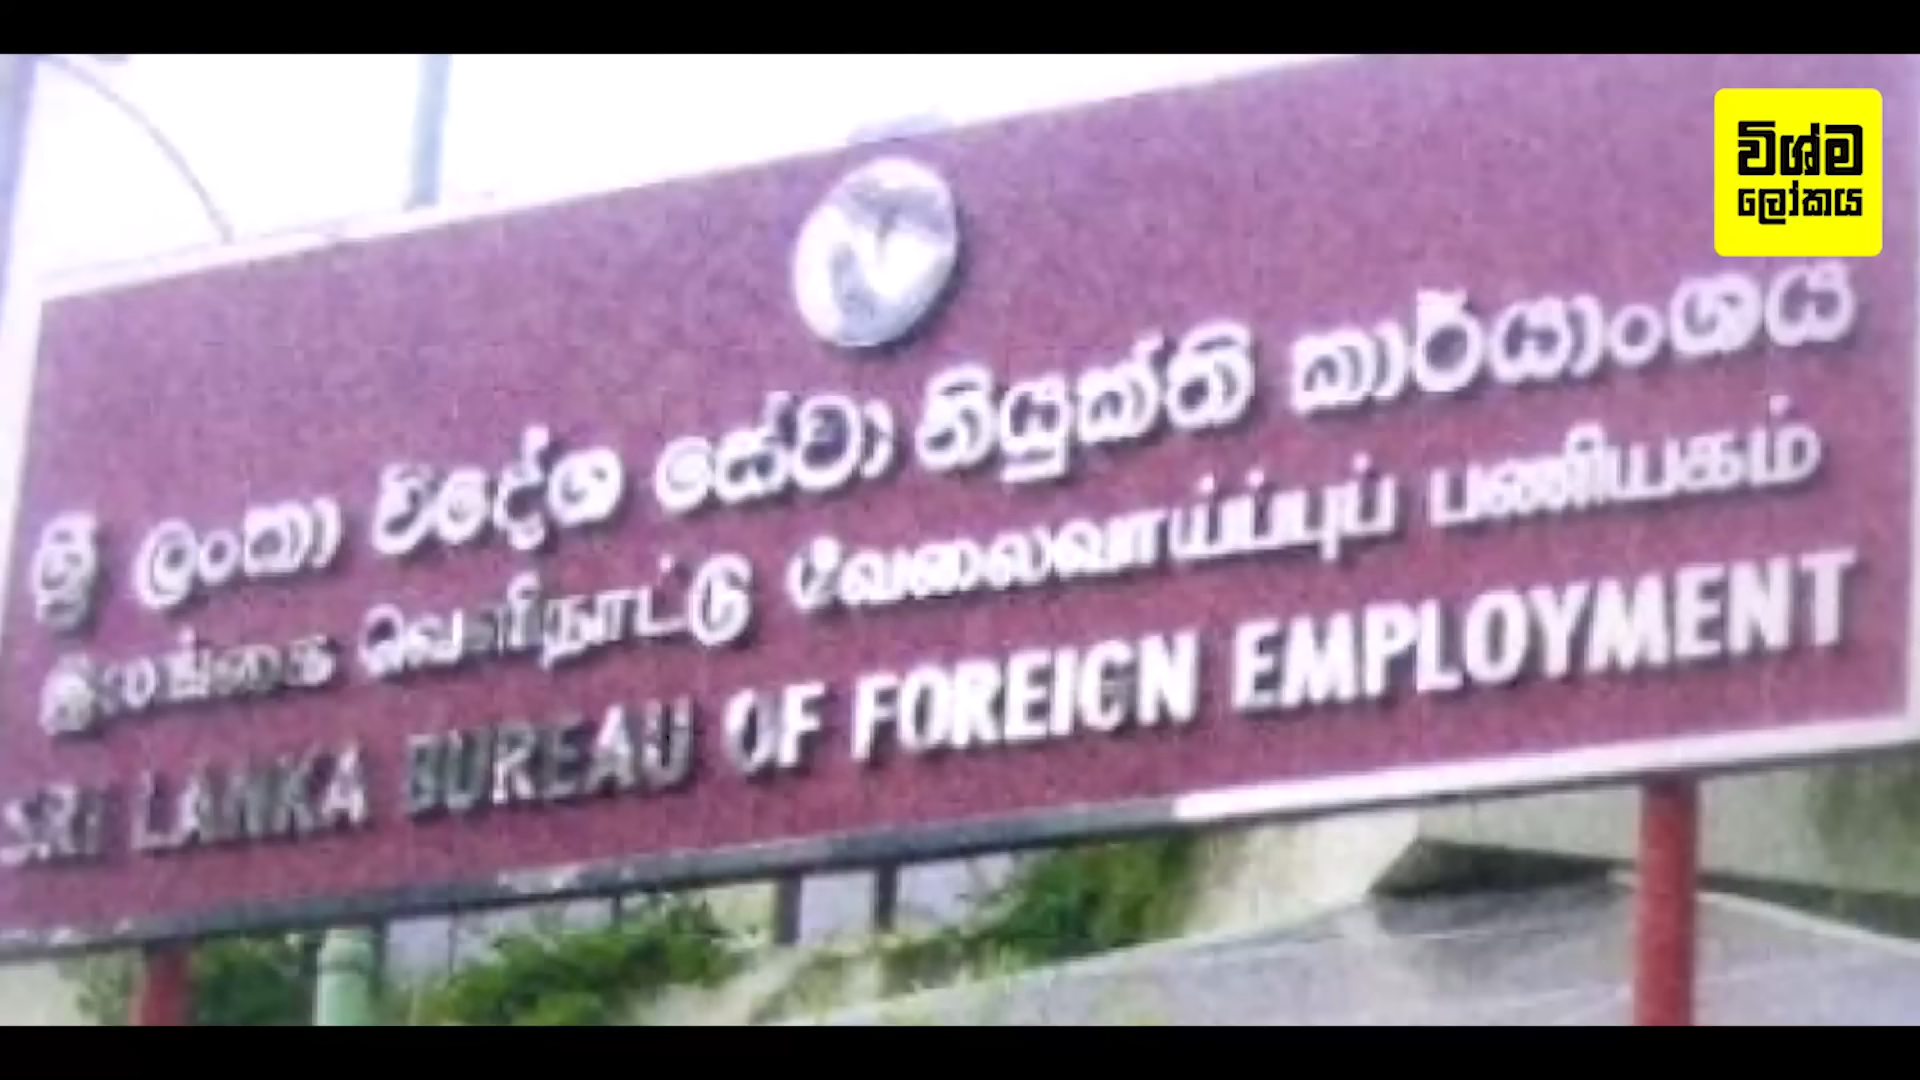 විශ්ම
ලෝකය
ශ්‍රී ලංකා විදේශ සේවා නියුක්ති කාර්යාංශය
இலங்கை வெளிநாட்டு வேலைவாய்ப்புப் பணியகம்
SRI LANKA BUREAU OF FOREIGN EMPLOYMENT